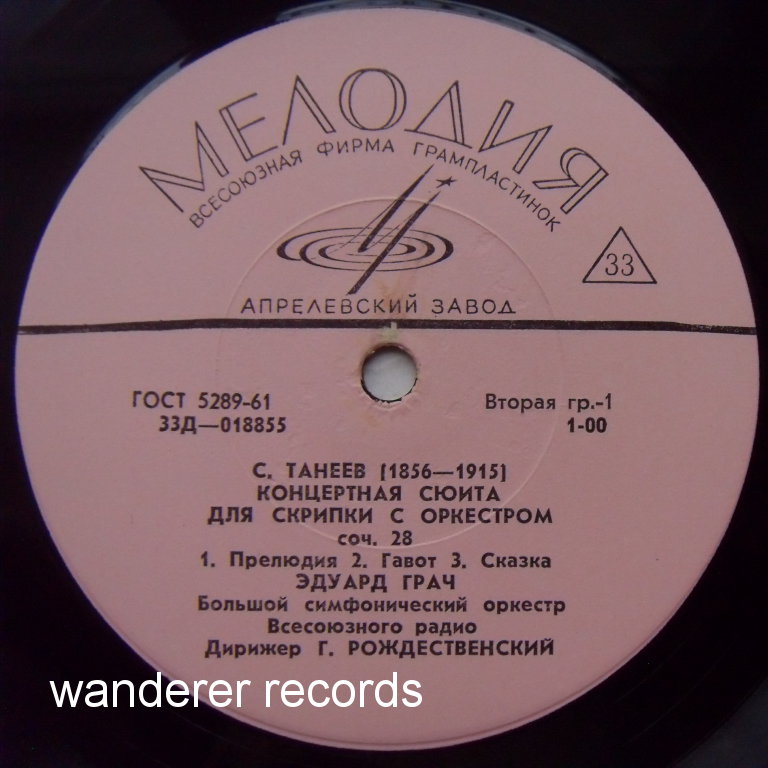 МЕЛОДИЯ
ВСЕСОЮЗНАЯ ФИРМА ГРАМПЛАСТИНОК
33
АПРЕЛЕВСКИЙ ЗАВОД
ГОСТ 5289-61 Вторая гр.-1
33Д—018855 1-00
С. ТАНЕЕВ (1856—1915)
КОНЦЕРТНАЯ СЮИТА
ДЛЯ СКРИПКИ С ОРКЕСТРОМ
соч. 28
1. Прелюдия 2. Гавот 3. Сказка
ЭДУАРД ГРАЧ
Большой симфонический оркестр
Всесоюзного радио
Дирижер Г. РОЖДЕСТВЕНСКИЙ
wanderer records